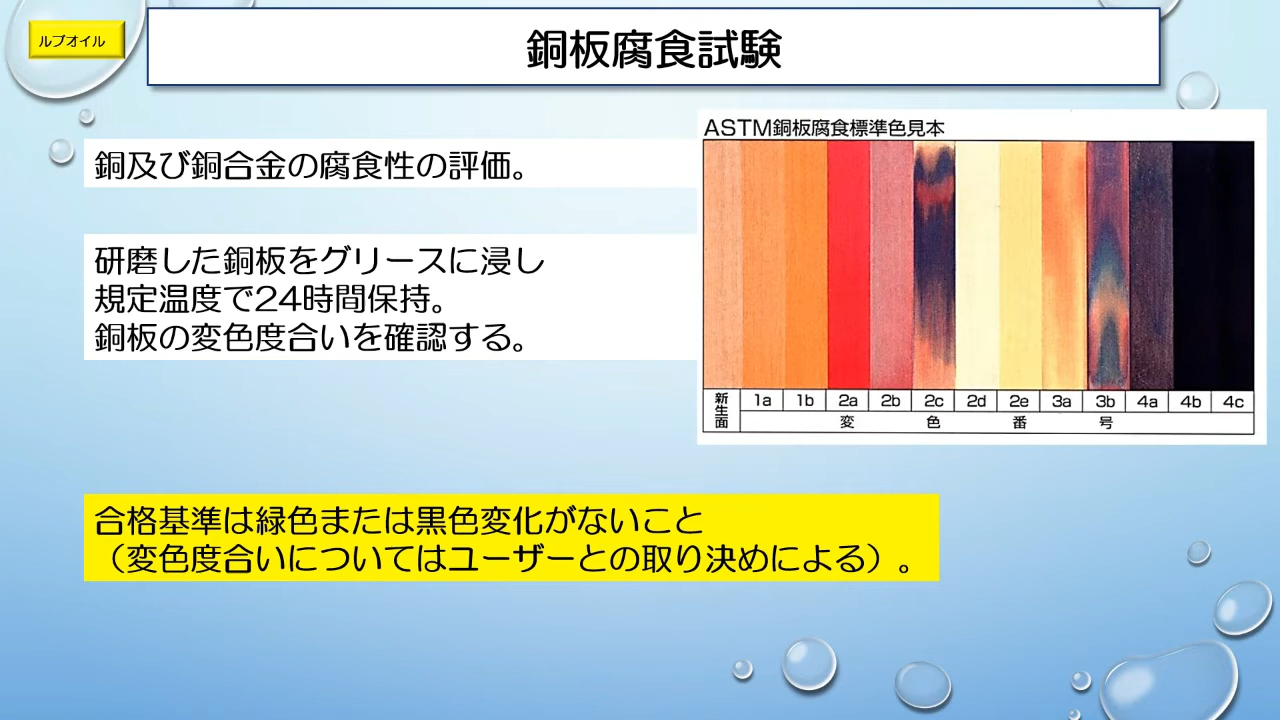 ルブオイル
銅板腐食試験
銅及び銅合金の腐食性の評価。
研磨した銅板をグリースに浸し
規定温度で24時間保持。
銅板の変色度合いを確認する。
ASTM銅板腐食標準色見本
新生面 1a 1b 2a 2b 2c 2d 2e 3a 3b 4a 4b 4c
変色番号
合格基準は緑色または黒色変化がないこと
（変色度合いについてはユーザーとの取り決めによる）。